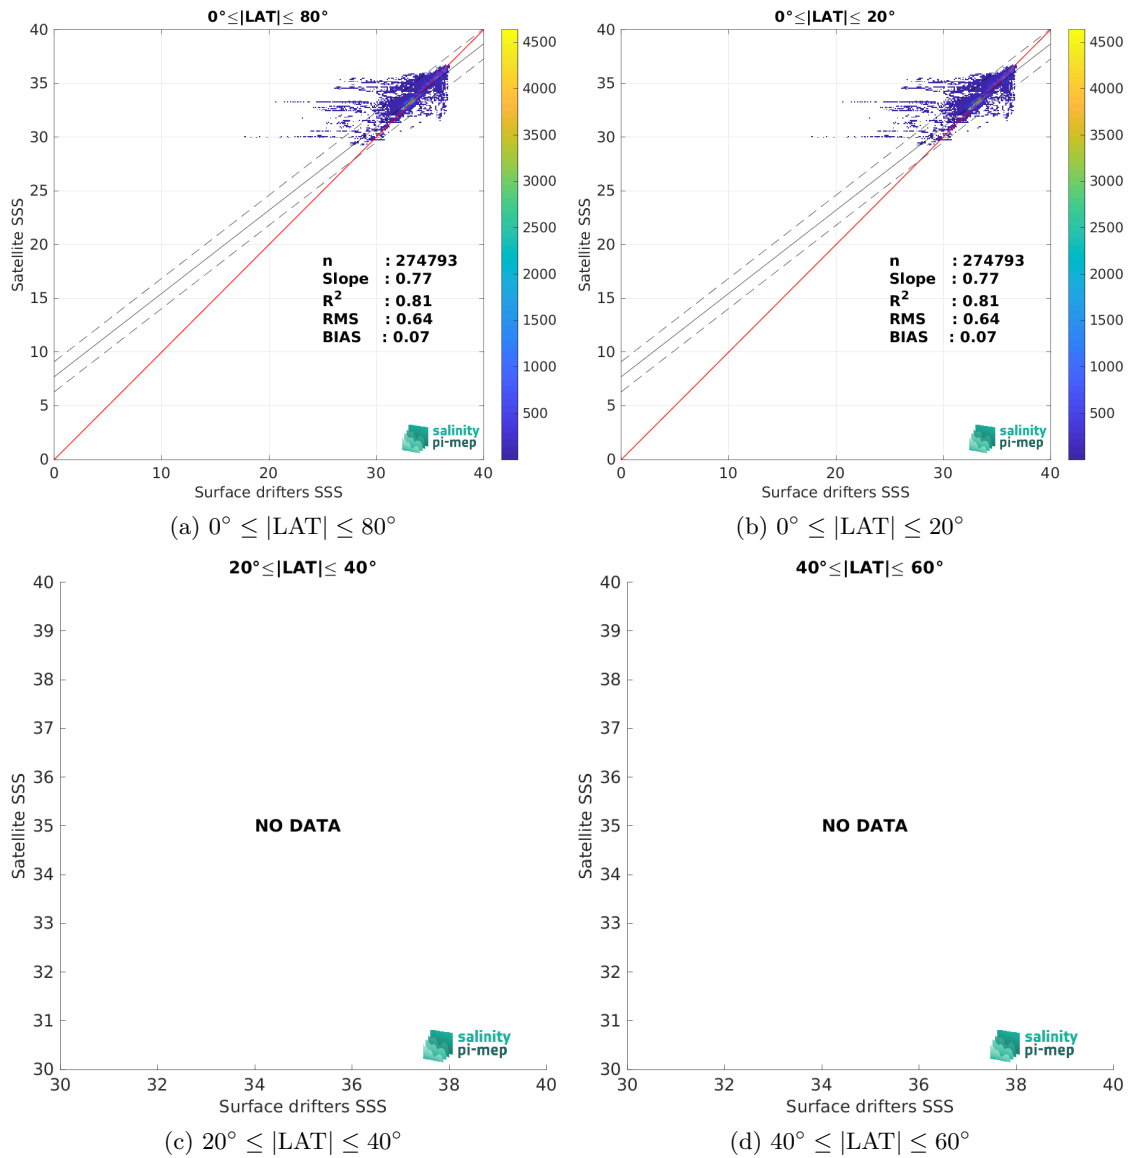 0°≤|LAT|≤ 80°
40
35
30
25
20
15
10
5
0
Satellite SSS
0
10
20
30
40
Surface drifters SSS
4500
4000
3500
3000
2500
2000
1500
1000
500
n : 274793
Slope : 0.77
R² : 0.81
RMS : 0.64
BIAS : 0.07
salinity
pi-mep
(a) 0° ≤ |LAT| ≤ 80°
0°≤|LAT|≤ 20°
40
35
30
25
20
15
10
5
0
Satellite SSS
0
10
20
30
40
Surface drifters SSS
4500
4000
3500
3000
2500
2000
1500
1000
500
n : 274793
Slope : 0.77
R² : 0.81
RMS : 0.64
BIAS : 0.07
salinity
pi-mep
(b) 0° ≤ |LAT| ≤ 20°
20°≤|LAT|≤ 40°
40
39
38
37
36
35
34
33
32
31
30
Satellite SSS
NO DATA
30
32
34
36
38
40
Surface drifters SSS
salinity
pi-mep
(c) 20° ≤ |LAT| ≤ 40°
40°≤|LAT|≤ 60°
40
39
38
37
36
35
34
33
32
31
30
Satellite SSS
NO DATA
30
32
34
36
38
40
Surface drifters SSS
salinity
pi-mep
(d) 40° ≤ |LAT| ≤ 60°